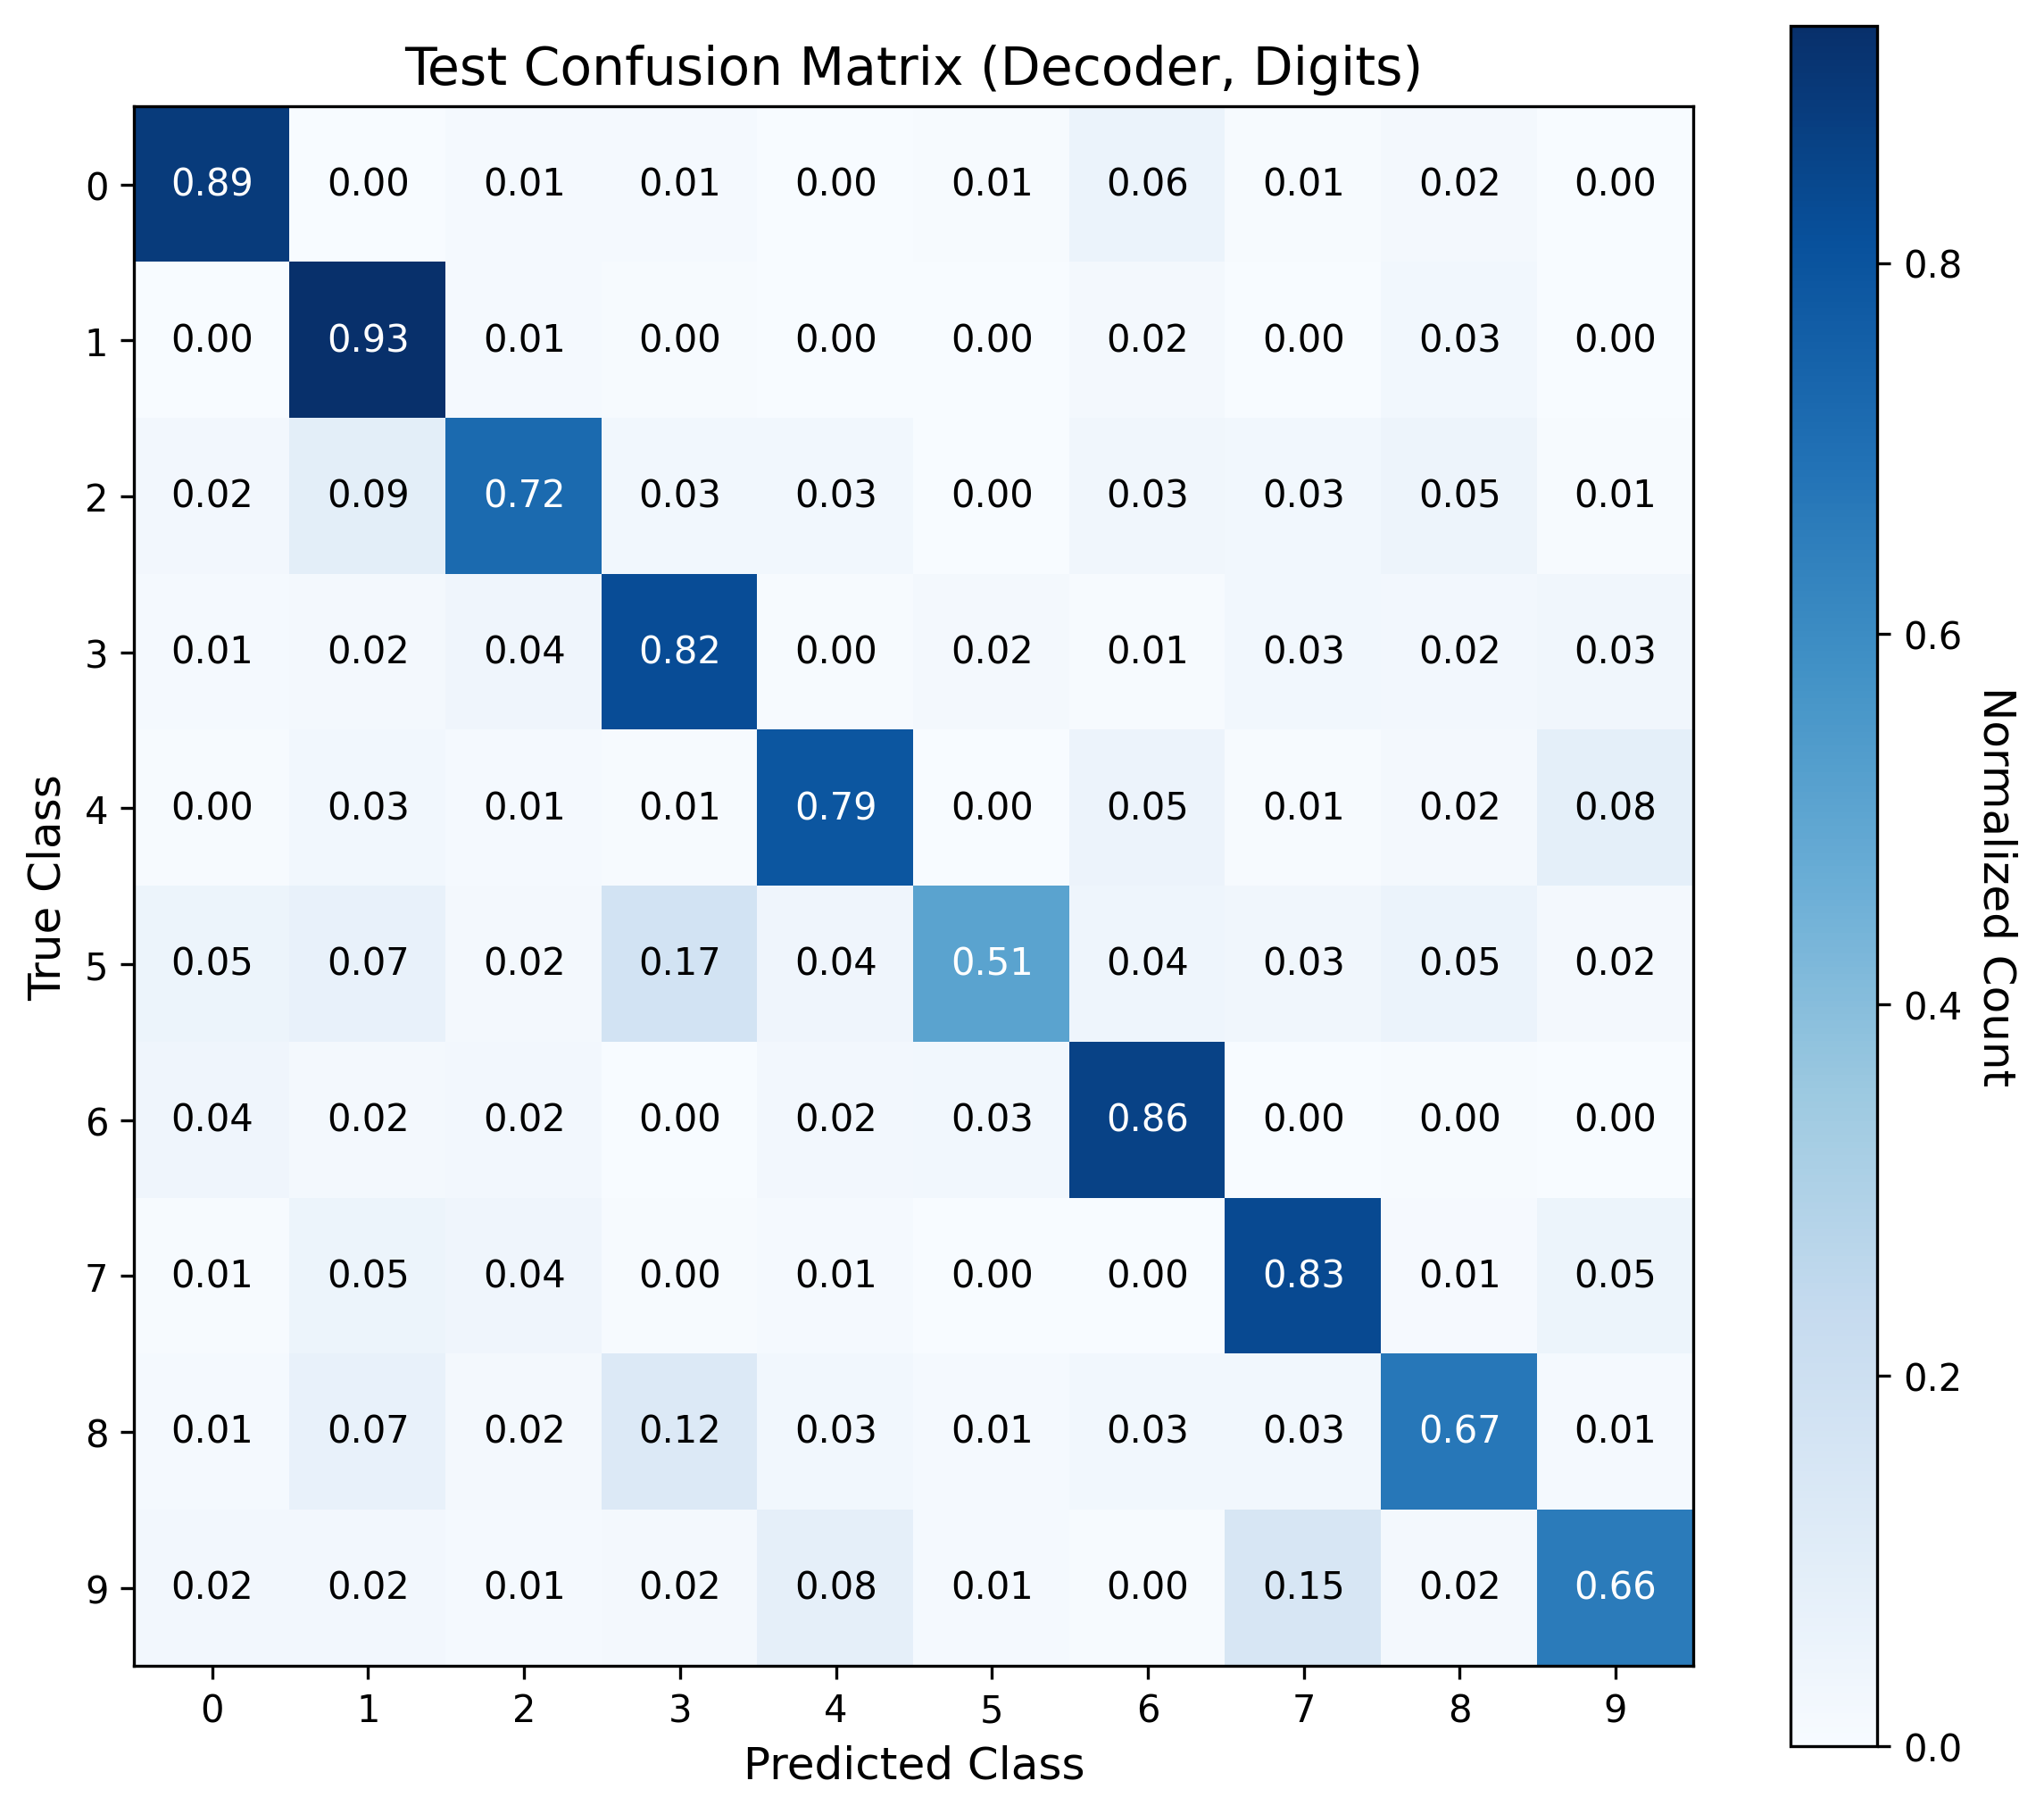 Test Confusion Matrix (Decoder, Digits)
0 0.89 0.00 0.01 0.01 0.00 0.01 0.06 0.01 0.02 0.00
1 0.00 0.93 0.01 0.00 0.00 0.00 0.02 0.00 0.03 0.00
2 0.02 0.09 0.72 0.03 0.03 0.00 0.03 0.03 0.05 0.01
3 0.01 0.02 0.04 0.82 0.00 0.02 0.01 0.03 0.02 0.03
4 0.00 0.03 0.01 0.01 0.79 0.00 0.05 0.01 0.02 0.08
5 0.05 0.07 0.02 0.17 0.04 0.51 0.04 0.03 0.05 0.02
6 0.04 0.02 0.02 0.00 0.02 0.03 0.86 0.00 0.00 0.00
7 0.01 0.05 0.04 0.00 0.01 0.00 0.00 0.83 0.01 0.05
8 0.01 0.07 0.02 0.12 0.03 0.01 0.03 0.03 0.67 0.01
9 0.02 0.02 0.01 0.02 0.08 0.01 0.00 0.15 0.02 0.66
0 1 2 3 4 5 6 7 8 9
Predicted Class
True Class
0.8
0.6
0.4
0.2
0.0
Normalized Count